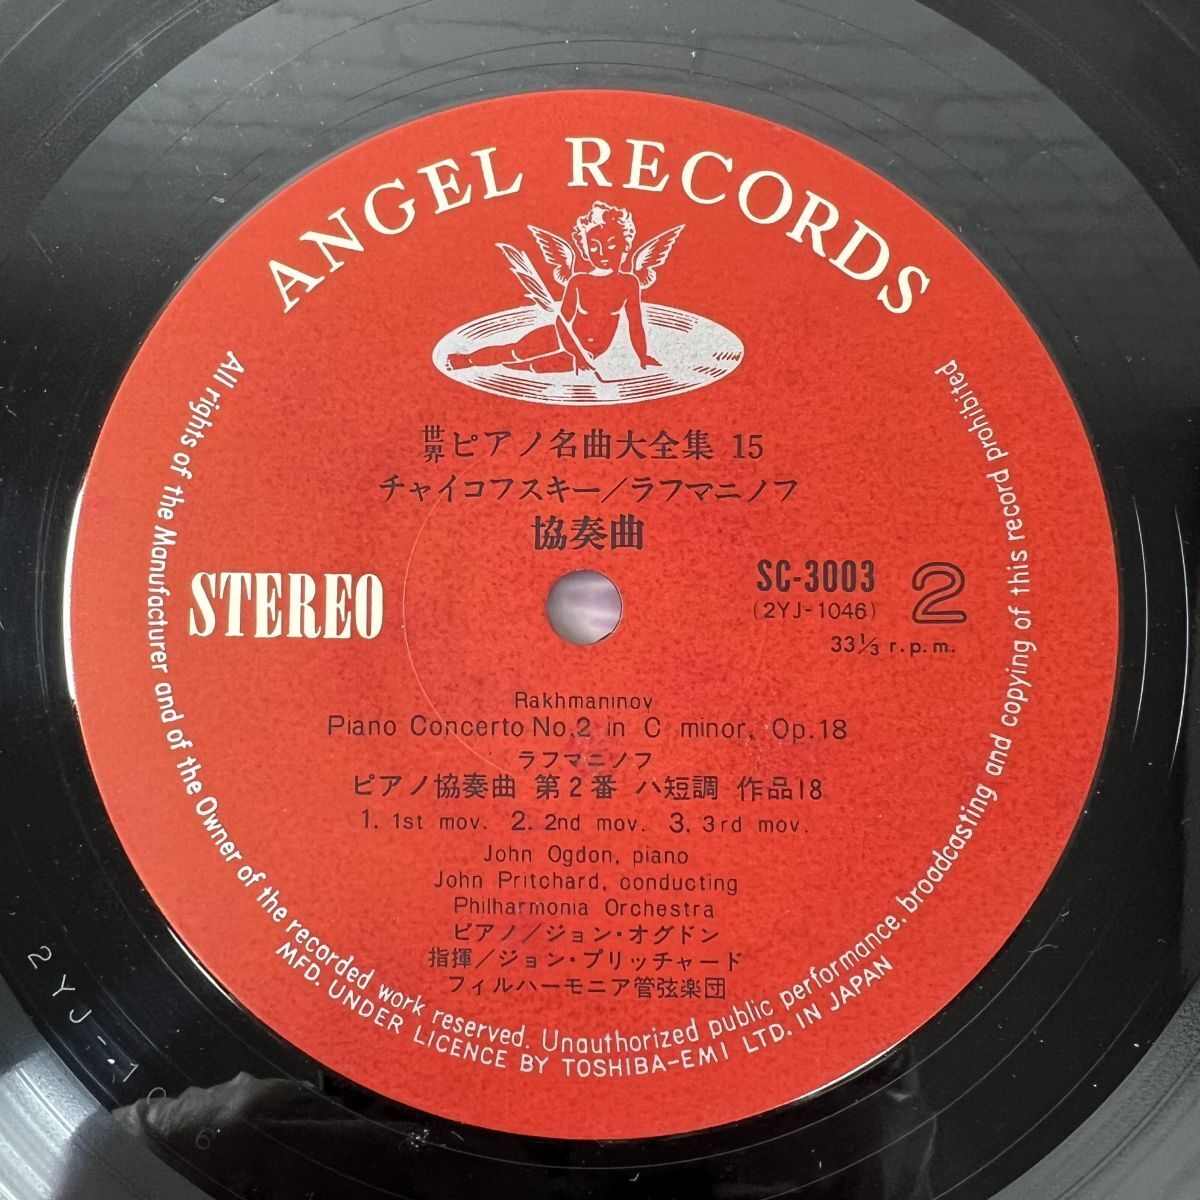 ANGEL RECORDS
世界ピアノ名曲大全集 15
チャイコフスキー/ラフマニノフ
協奏曲
STEREO
SC-3003 2
(2YJ-1046)
33 1/3 r.p.m.
Rakhmaninov
Piano Concerto No.2 in C minor, Op.18
ラフマニノフ
ピアノ協奏曲 第2番 ハ短調 作品18
1. 1st mov. 2. 2nd mov. 3. 3rd mov.
John Ogdon, piano
John Pritchard, conducting
Philharmonia Orchestra
ピアノ/ジョン・オグドン
指揮/ジョン・プリッチャード
フィルハーモニア管弦楽団
All rights of the Manufacturer and of the Owner of the recorded work reserved. Unauthorized public performance, broadcasting and copying of this record prohibited
MFD. UNDER LICENCE BY TOSHIBA-EMI LTD. IN JAPAN
2YJ-10 6